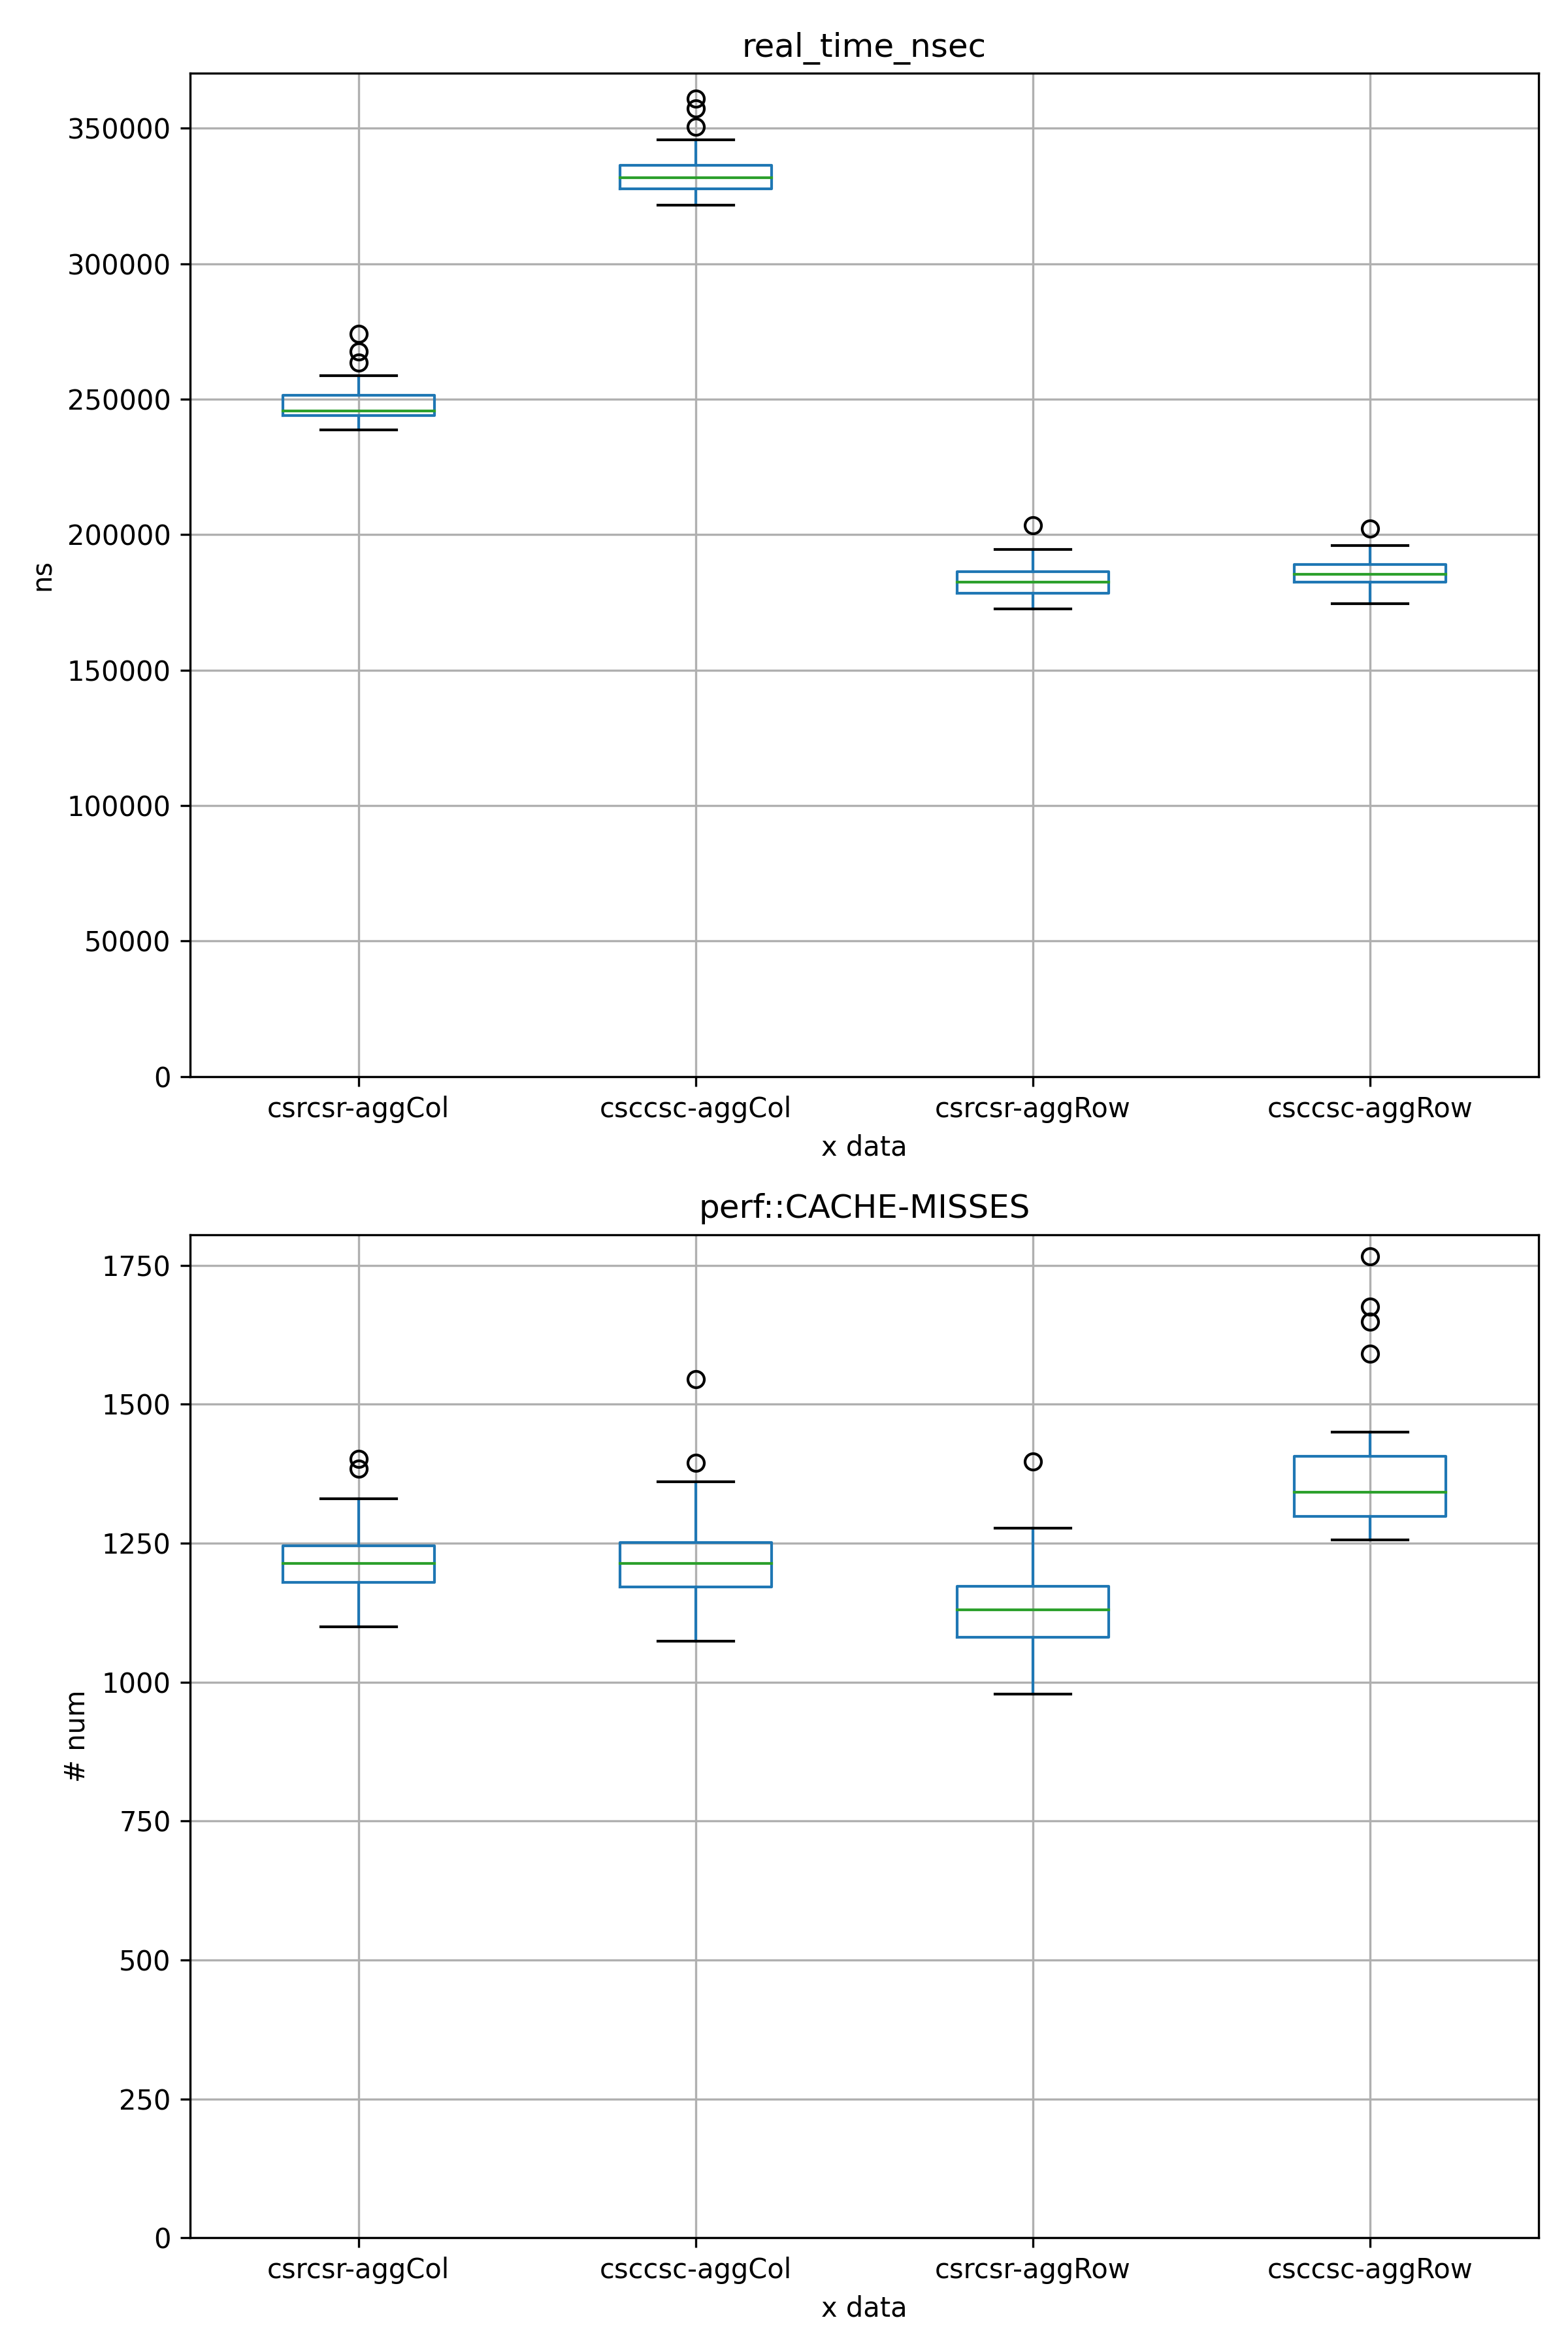 real_time_nsec
350000
300000
250000
200000
150000
100000
50000
0
ns
csrcsr-aggCol
csccsc-aggCol
csrcsr-aggRow
csccsc-aggRow
x data
perf::CACHE-MISSES
1750
1500
1250
1000
750
500
250
0
# num
csrcsr-aggCol
csccsc-aggCol
csrcsr-aggRow
csccsc-aggRow
x data